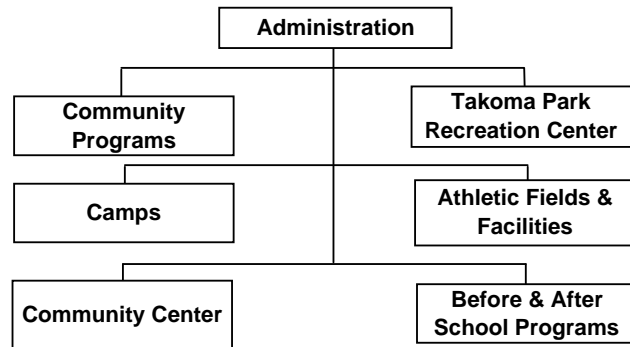 Administration
Community
Programs
Takoma Park
Recreation Center
Camps
Athletic Fields &
Facilities
Community Center
Before & After
School Programs